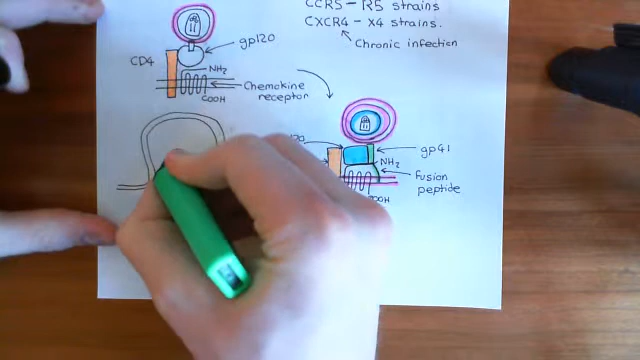 CCR5 - R5 strains
CXCR4 - X4 strains.
Chronic infection
gp120
CD4
NH2
Chemokine
receptor
COOH
gp41
NH2
Fusion
peptide